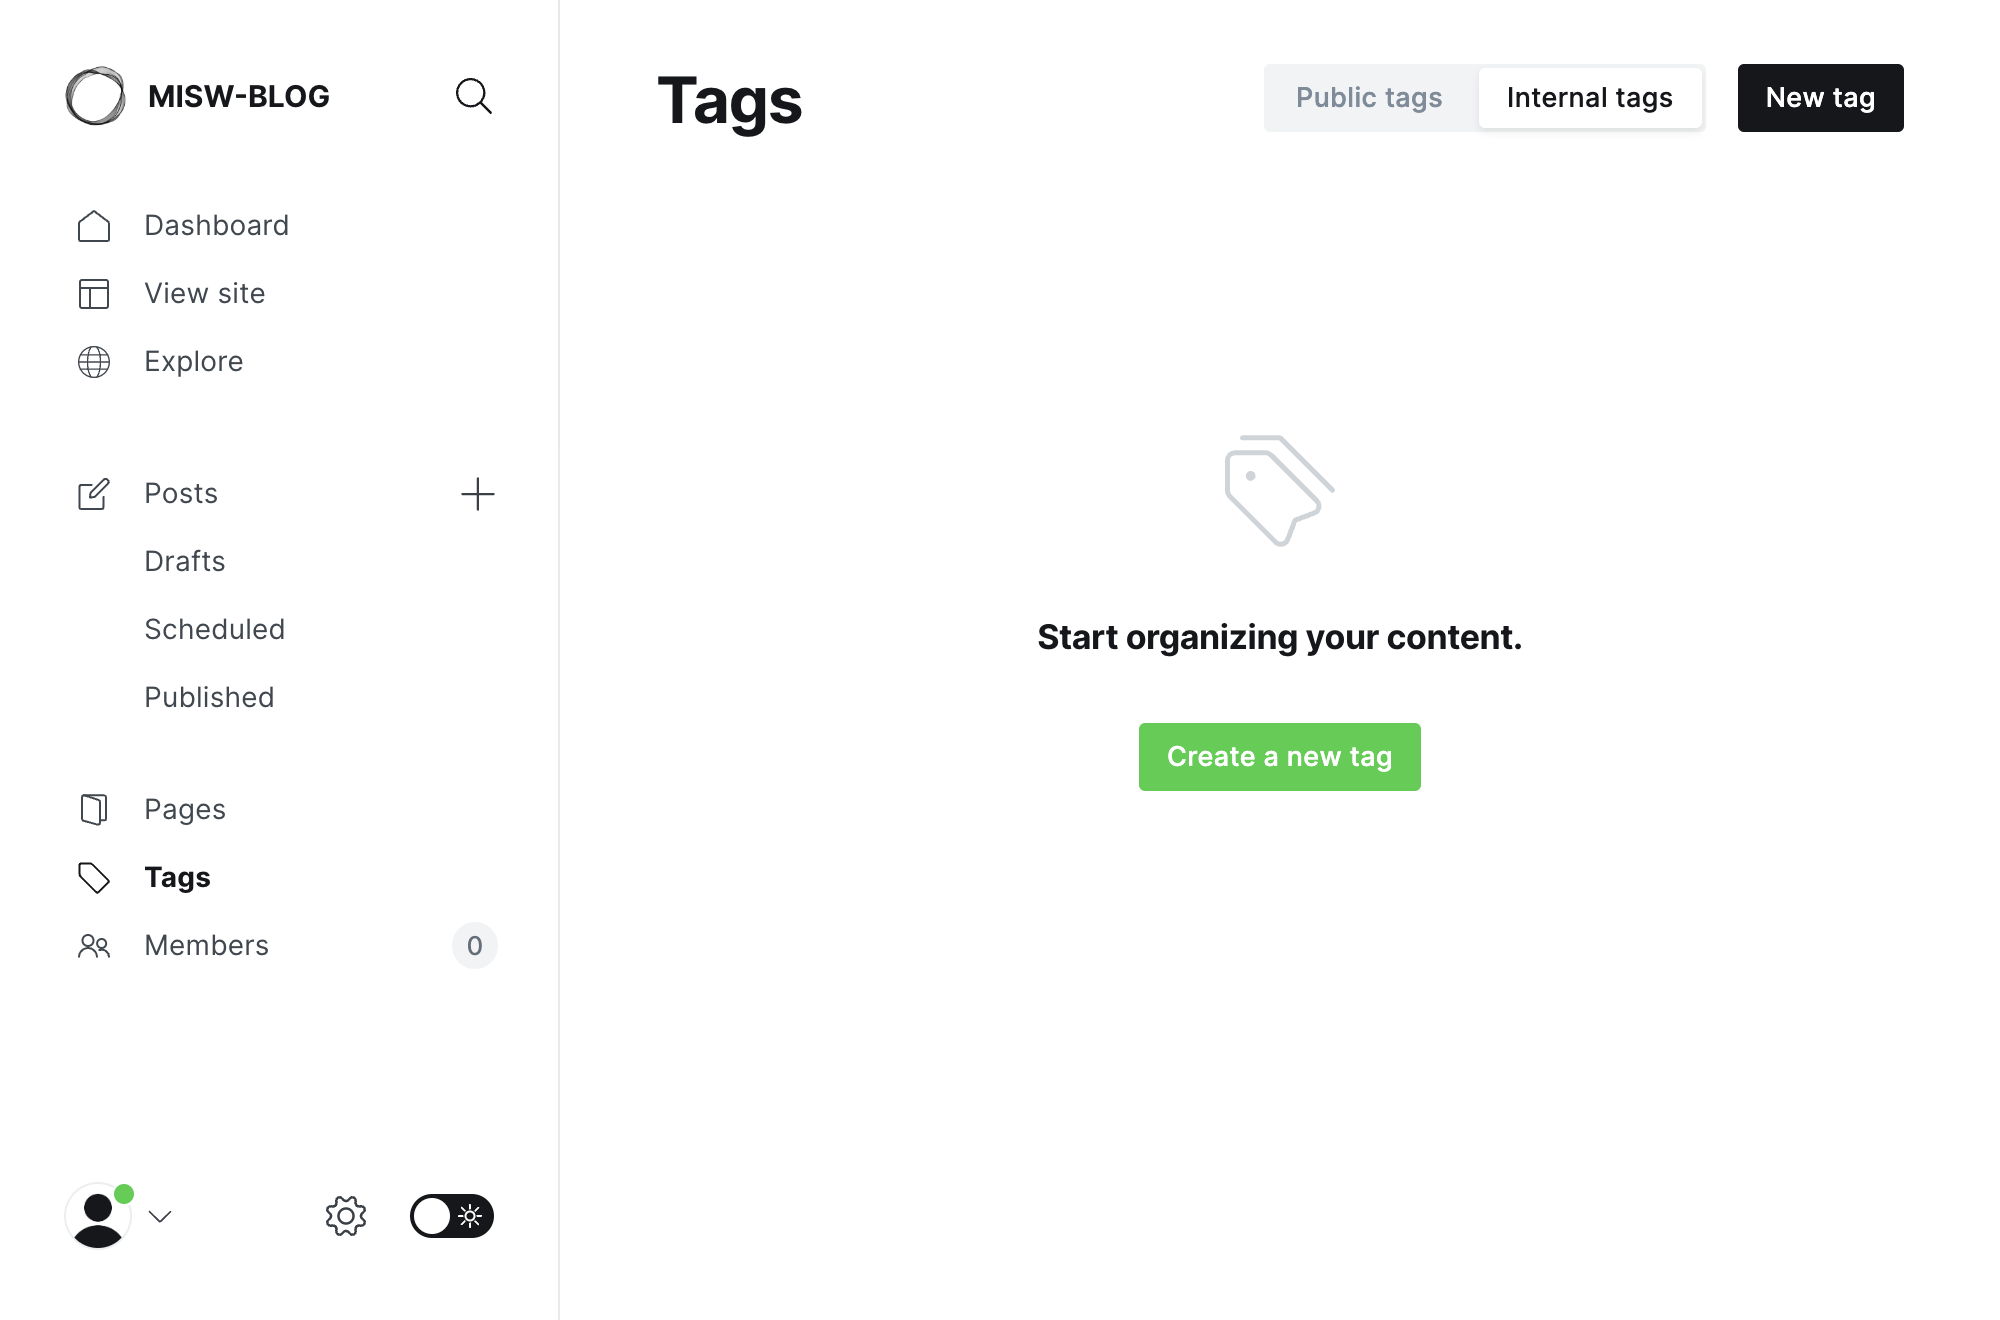 MISW-BLOG
Dashboard
View site
Explore
Posts
Drafts
Scheduled
Published
Pages
Tags
Members 0
Tags
Public tags Internal tags New tag
Start organizing your content.
Create a new tag